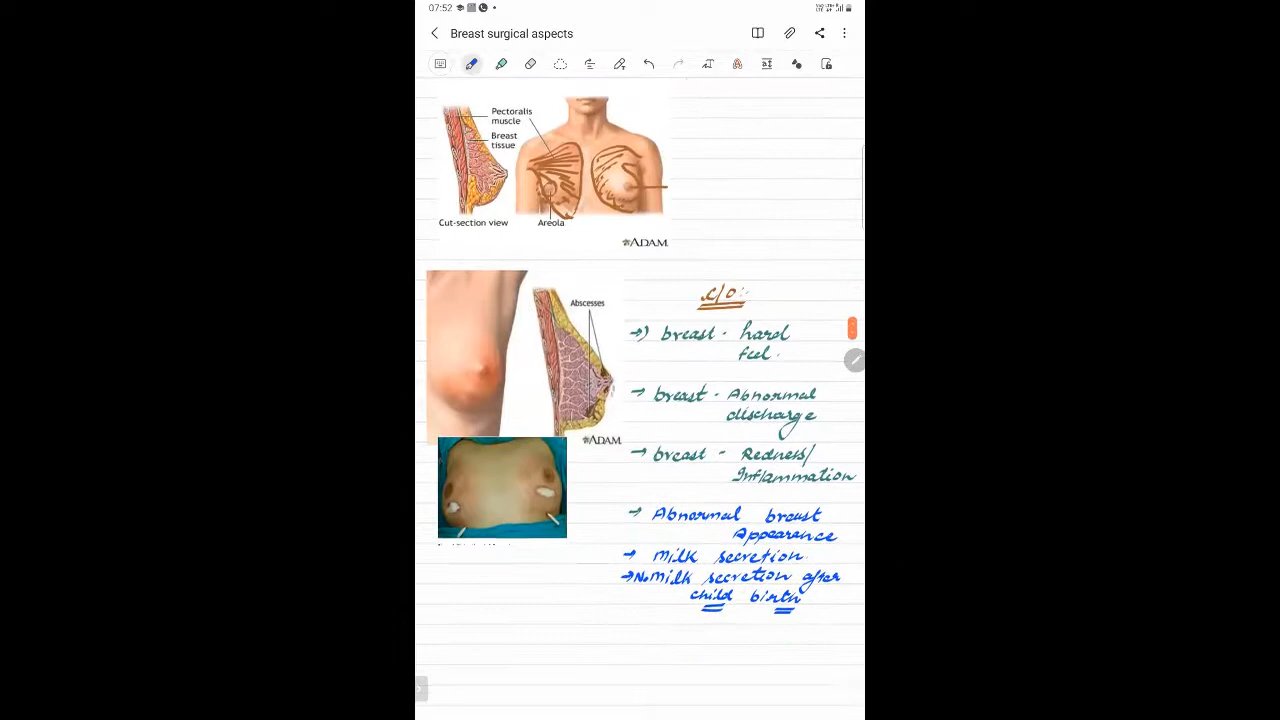 07:52
Breast surgical aspects
Pectoralis
muscle
Breast
tissue
Cut-section view
Areola
ADAM.
C/O:
Abscesses
→) breast - hard
feel.
→ breast - Abnormal
discharge
ADAM
→ breast - Redness/
Inflammation
→ Abnormal breast
Appearence
→ Milk secretion
→ No Milk secretion after
child birth